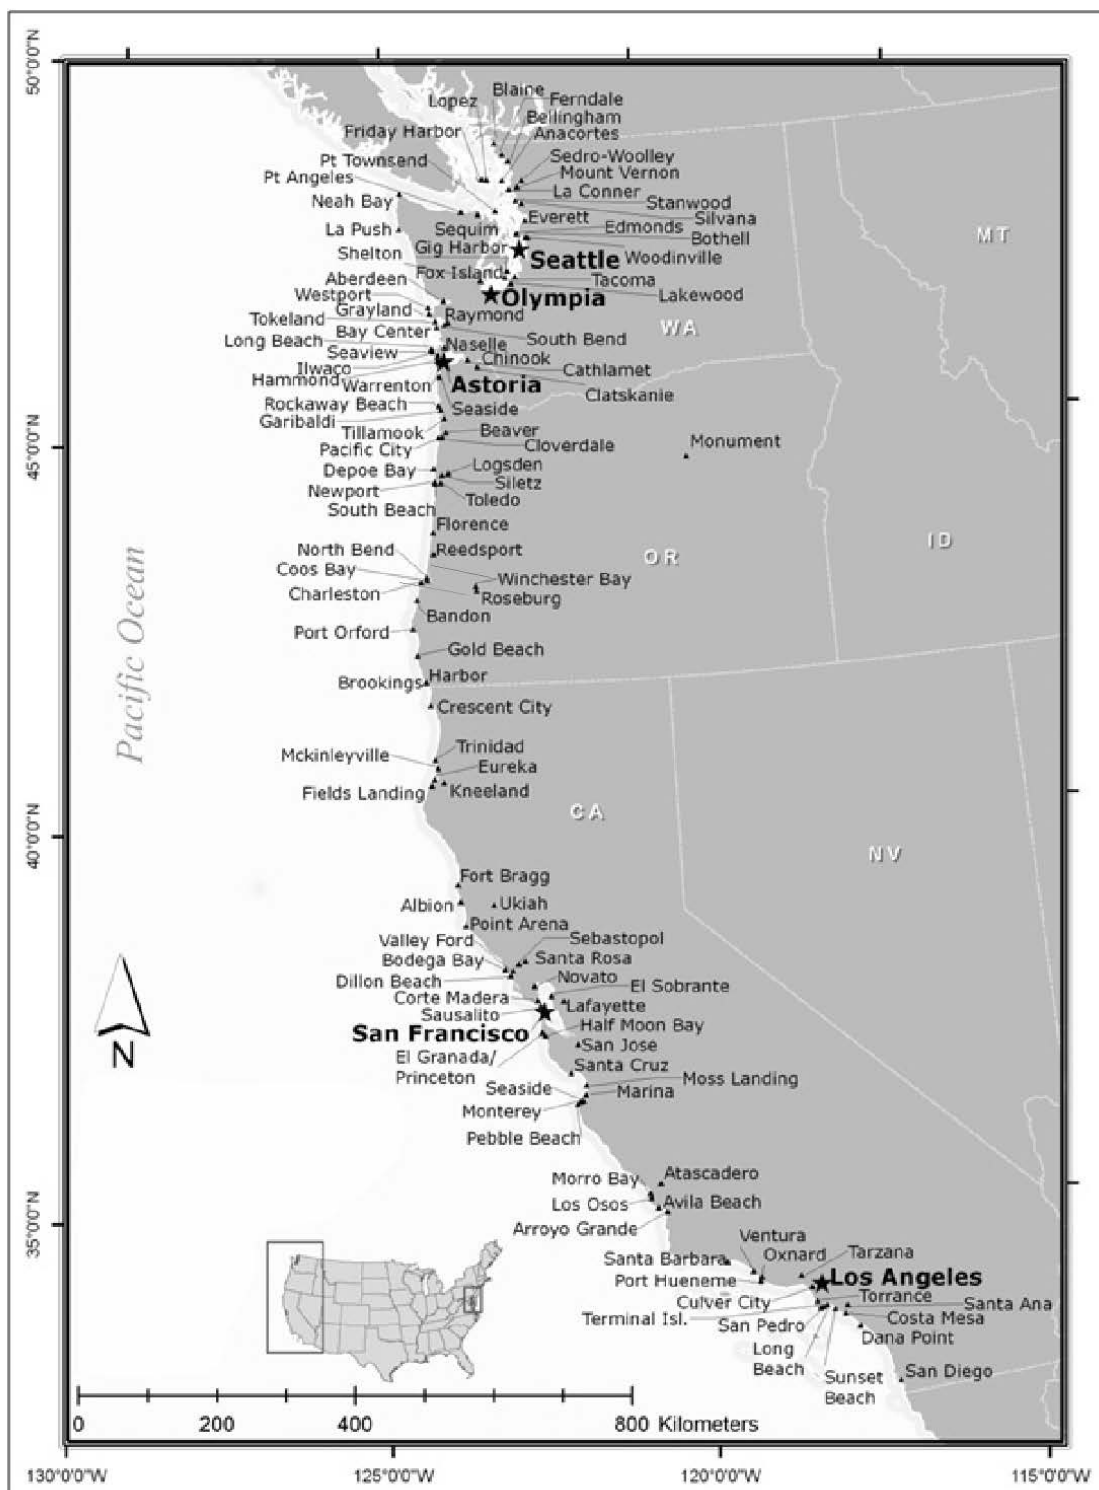 50°0'0"N
Blaine
Lopez
Ferndale
Bellingham
Friday Harbor
Anacortes
Pt Townsend
Sedro-Woolley
Mount Vernon
Pt Angeles
La Conner
Neah Bay
Stanwood
Silvana
Everett
La Push
Sequim
Edmonds
Bothell
MT
Shelton
Gig Harbor
Seattle
Woodinville
Aberdeen
Fox Island
Tacoma
Westport
Olympia
Lakewood
Grayland
Raymond
Tokeland
WA
Bay Center
South Bend
Long Beach
Naselle
Seaview
Chinook
Ilwaco
Cathlamet
Hammond
Warrenton
Astoria
Clatskanie
Rockaway Beach
Seaside
Garibaldi
Tillamook
Beaver
Pacific City
Cloverdale
Monument
45°0'0"N
Depoe Bay
Logsden
Newport
Siletz
Toledo
South Beach
Florence
ID
North Bend
Reedsport
OR
Coos Bay
Winchester Bay
Charleston
Roseburg
Bandon
Port Orford
Gold Beach
Pacific Ocean
Brookings
Harbor
Crescent City
Trinidad
Mckinleyville
Eureka
Fields Landing
Kneeland
CA
40°0'0"N
NV
Fort Bragg
Albion
Ukiah
Point Arena
Valley Ford
Sebastopol
Bodega Bay
Santa Rosa
Dillon Beach
Novato
El Sobrante
Corte Madera
Lafayette
Sausalito
San Francisco
Half Moon Bay
San Jose
El Granada/
Princeton
Santa Cruz
N
Seaside
Moss Landing
Marina
Monterey
Pebble Beach
Morro Bay
Atascadero
Los Osos
Avila Beach
35°0'0"N
Arroyo Grande
Ventura
Santa Barbara
Oxnard
Tarzana
Port Hueneme
Los Angeles
Culver City
Torrance
Santa Ana
Terminal Isl.
San Pedro
Costa Mesa
Dana Point
Long
Beach
San Diego
Sunset
Beach
0 200 400 800 Kilometers
130°0'0"W 125°0'0"W 120°0'0"W 115°0'0"W